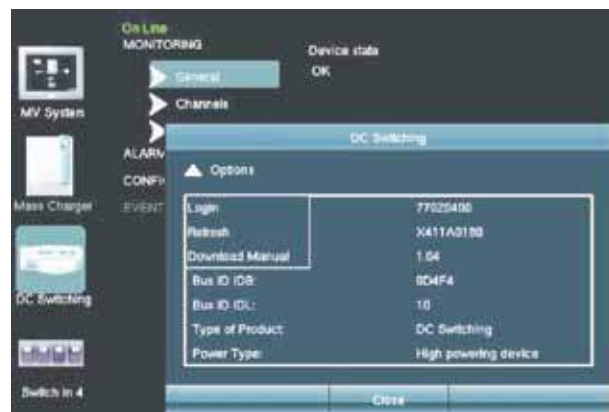 On Line
MONITORING
Device state
General
OK
MV System
Channels
DC Switching
ALARM
Options
CONFI
Mass Charger
EVENT
Login
77025400
Refresh
X411A0180
Download Manual
1.04
Bus ID IDB:
0D4F4
Bus ID IDL:
10
DC Switching
Type of Product:
DC Switching
Power Type:
High powering device
Switch in 4
Close